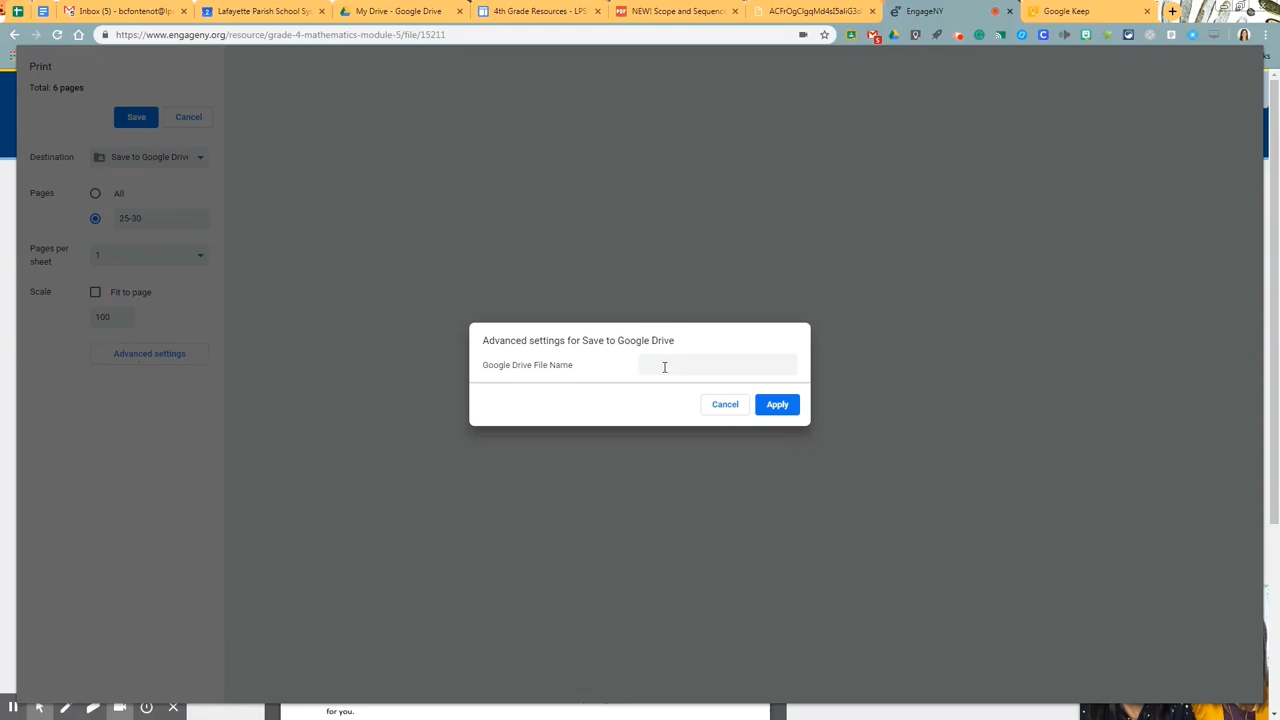 Inbox (5) - bcfontenot@lp
Lafayette Parish School Sy
My Drive - Google Drive
4th Grade Resources - LPS
NEW! Scope and Sequence
EngageNY
Google Keep
https://www.engageny.org/resource/grade-4-mathematics-module-5/file/15211
5
Print
Total: 6 pages
Save
Cancel
Destination
Save to Google Drive
Pages
All
25-30
Pages per
sheet
1
Scale
Fit to page
100
Advanced settings
Advanced settings for Save to Google Drive
Google Drive File Name
Cancel
Apply
for you.